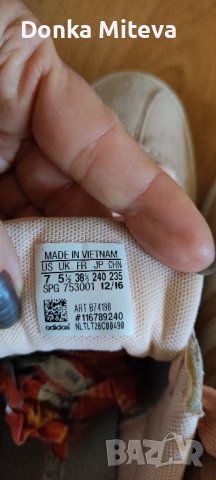 Donka Miteva
MADE IN VIETNAM
US UK FR JP CHN
7 5½ 38⅔ 240 235
SPG 753001 12/16
ART B74198
#116789240
adidas NLTLT26C00490
BAZAR